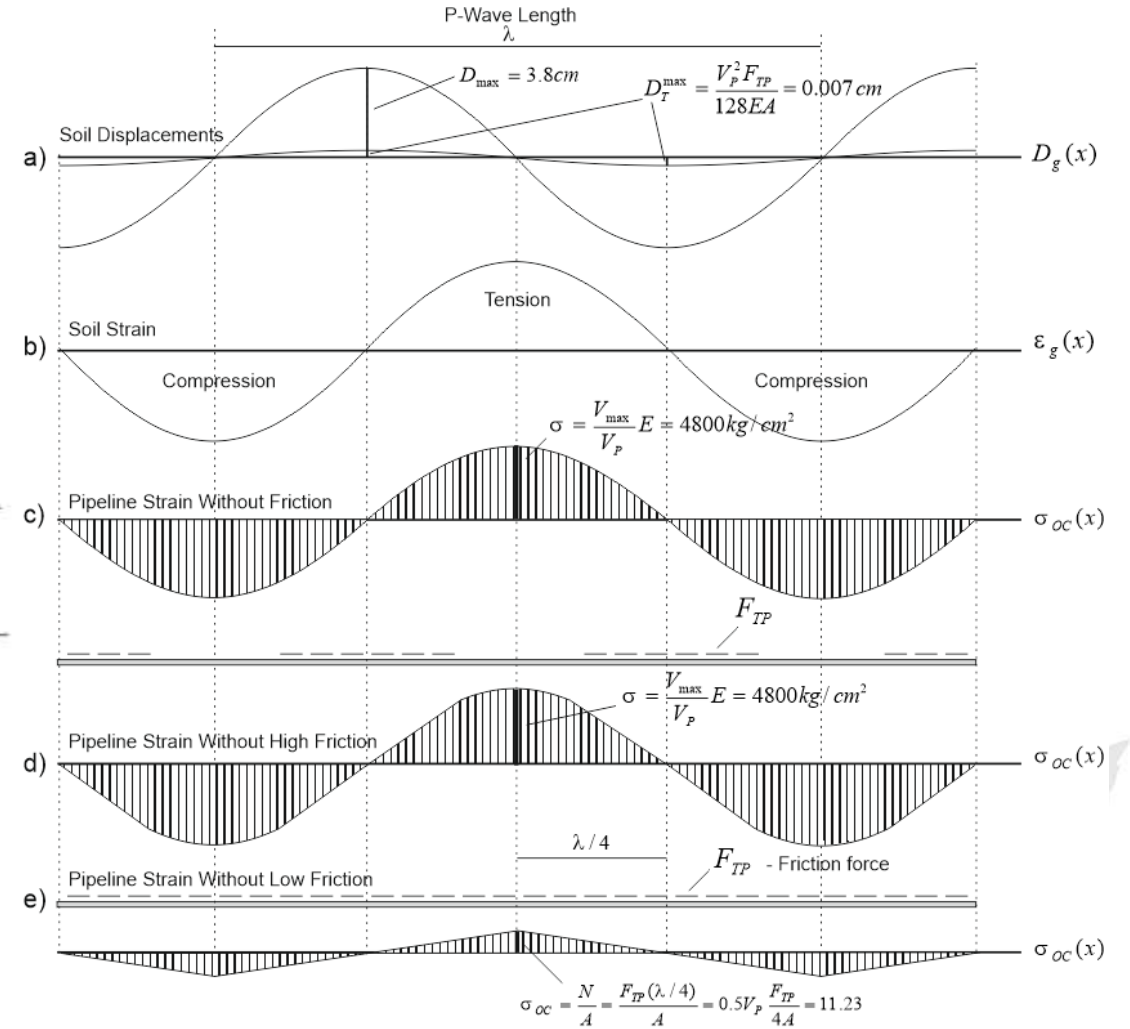 P-Wave Length
λ
D_max = 3.8cm
D_T^max = V_P^2 F_TP / 128EA = 0.007 cm
Soil Displacements
a)
D_g(x)
Tension
Soil Strain
b)
ε_g(x)
Compression
Compression
σ = V_max / V_P E = 4800kg/cm^2
Pipeline Strain Without Friction
c)
σ_OC(x)
F_TP
σ = V_max / V_P E = 4800kg/cm^2
Pipeline Strain Without High Friction
d)
σ_OC(x)
λ/4
F_TP - Friction force
Pipeline Strain Without Low Friction
e)
σ_OC(x)
σ_OC = N / A = F_TP(λ/4) / A = 0.5V_P F_TP / 4A = 11.23